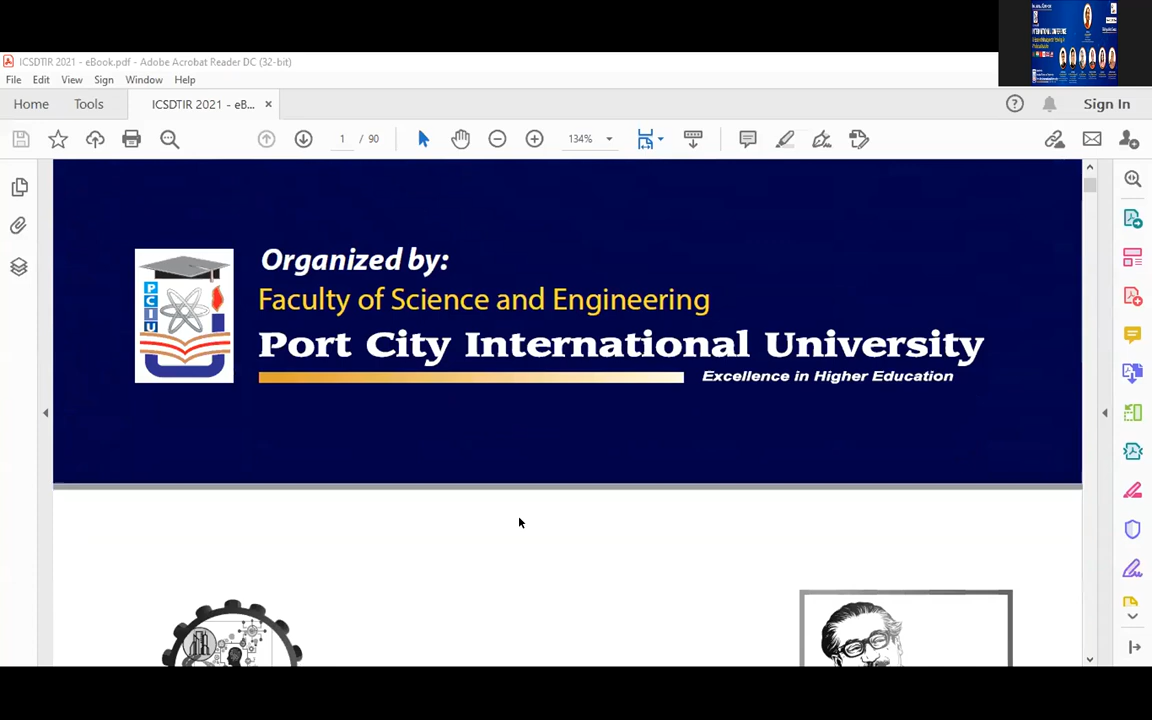 ICSDTIR 2021 - eBook.pdf - Adobe Acrobat Reader DC (32-bit)
File Edit View Sign Window Help
Home Tools ICSDTIR 2021 - eB... × Sign In
1 / 90 134%
Organized by:
Faculty of Science and Engineering
Port City International University
Excellence in Higher Education
PCIU